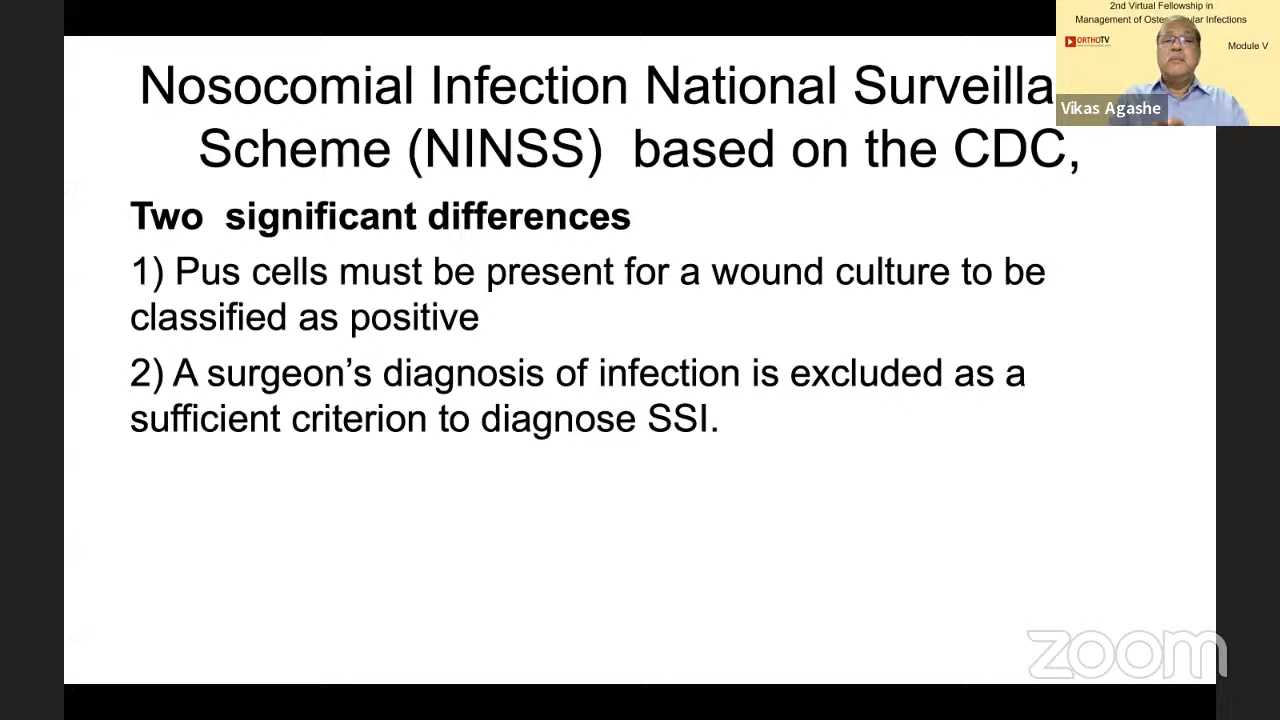 Nosocomial Infection National Surveilla
Scheme (NINSS) based on the CDC,
Two significant differences
1) Pus cells must be present for a wound culture to be
classified as positive
2) A surgeon's diagnosis of infection is excluded as a
sufficient criterion to diagnose SSI.
2nd Virtual Fellowship in
Management of Oste ular Infections
ORTHOTV
Module V
Vikas Agashe
zoom